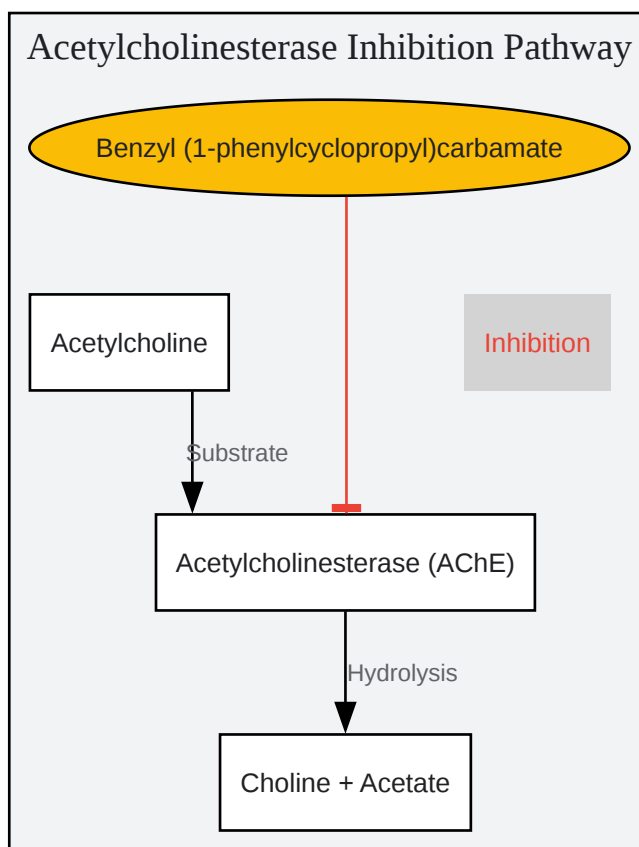 Acetylcholinesterase Inhibition Pathway
Benzyl (1-phenylcyclopropyl)carbamate
Acetylcholine
Inhibition
Substrate
Acetylcholinesterase (AChE)
Hydrolysis
Choline + Acetate